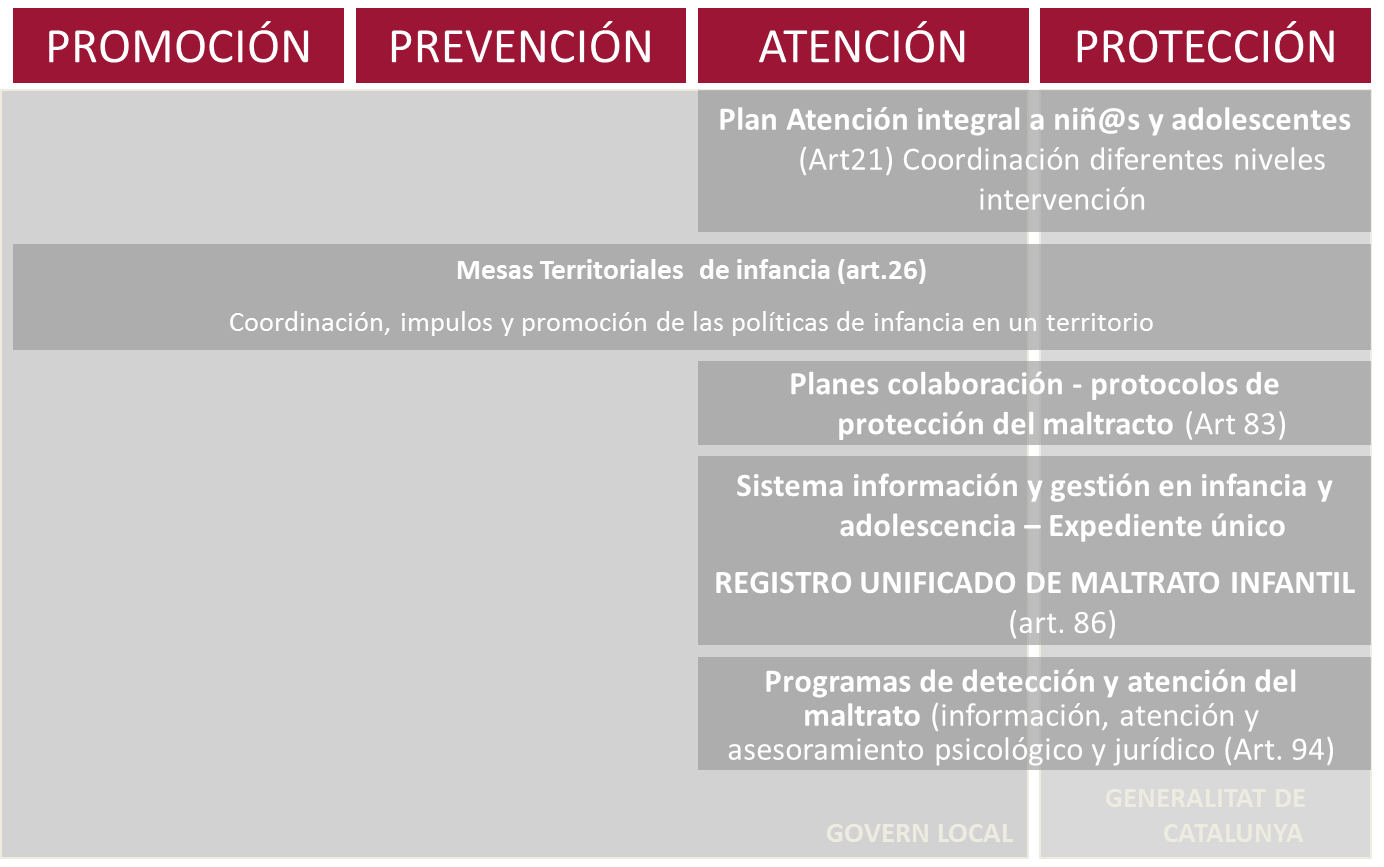 PROMOCIÓN
PREVENCIÓN
ATENCIÓN
PROTECCIÓN
Plan Atención integral a niñ@s y adolescentes
(Art21) Coordinación diferentes niveles
intervención
Mesas Territoriales de infancia (art.26)
Coordinación, impulos y promoción de las políticas de infancia en un territorio
Planes colaboración - protocolos de
protección del maltracto (Art 83)
Sistema información y gestión en infancia y
adolescencia – Expediente único
REGISTRO UNIFICADO DE MALTRATO INFANTIL
(art. 86)
Programas de detección y atención del
maltrato (información, atención y
asesoramiento psicológico y jurídico (Art. 94)
GOVERN LOCAL
GENERALITAT DE
CATALUNYA